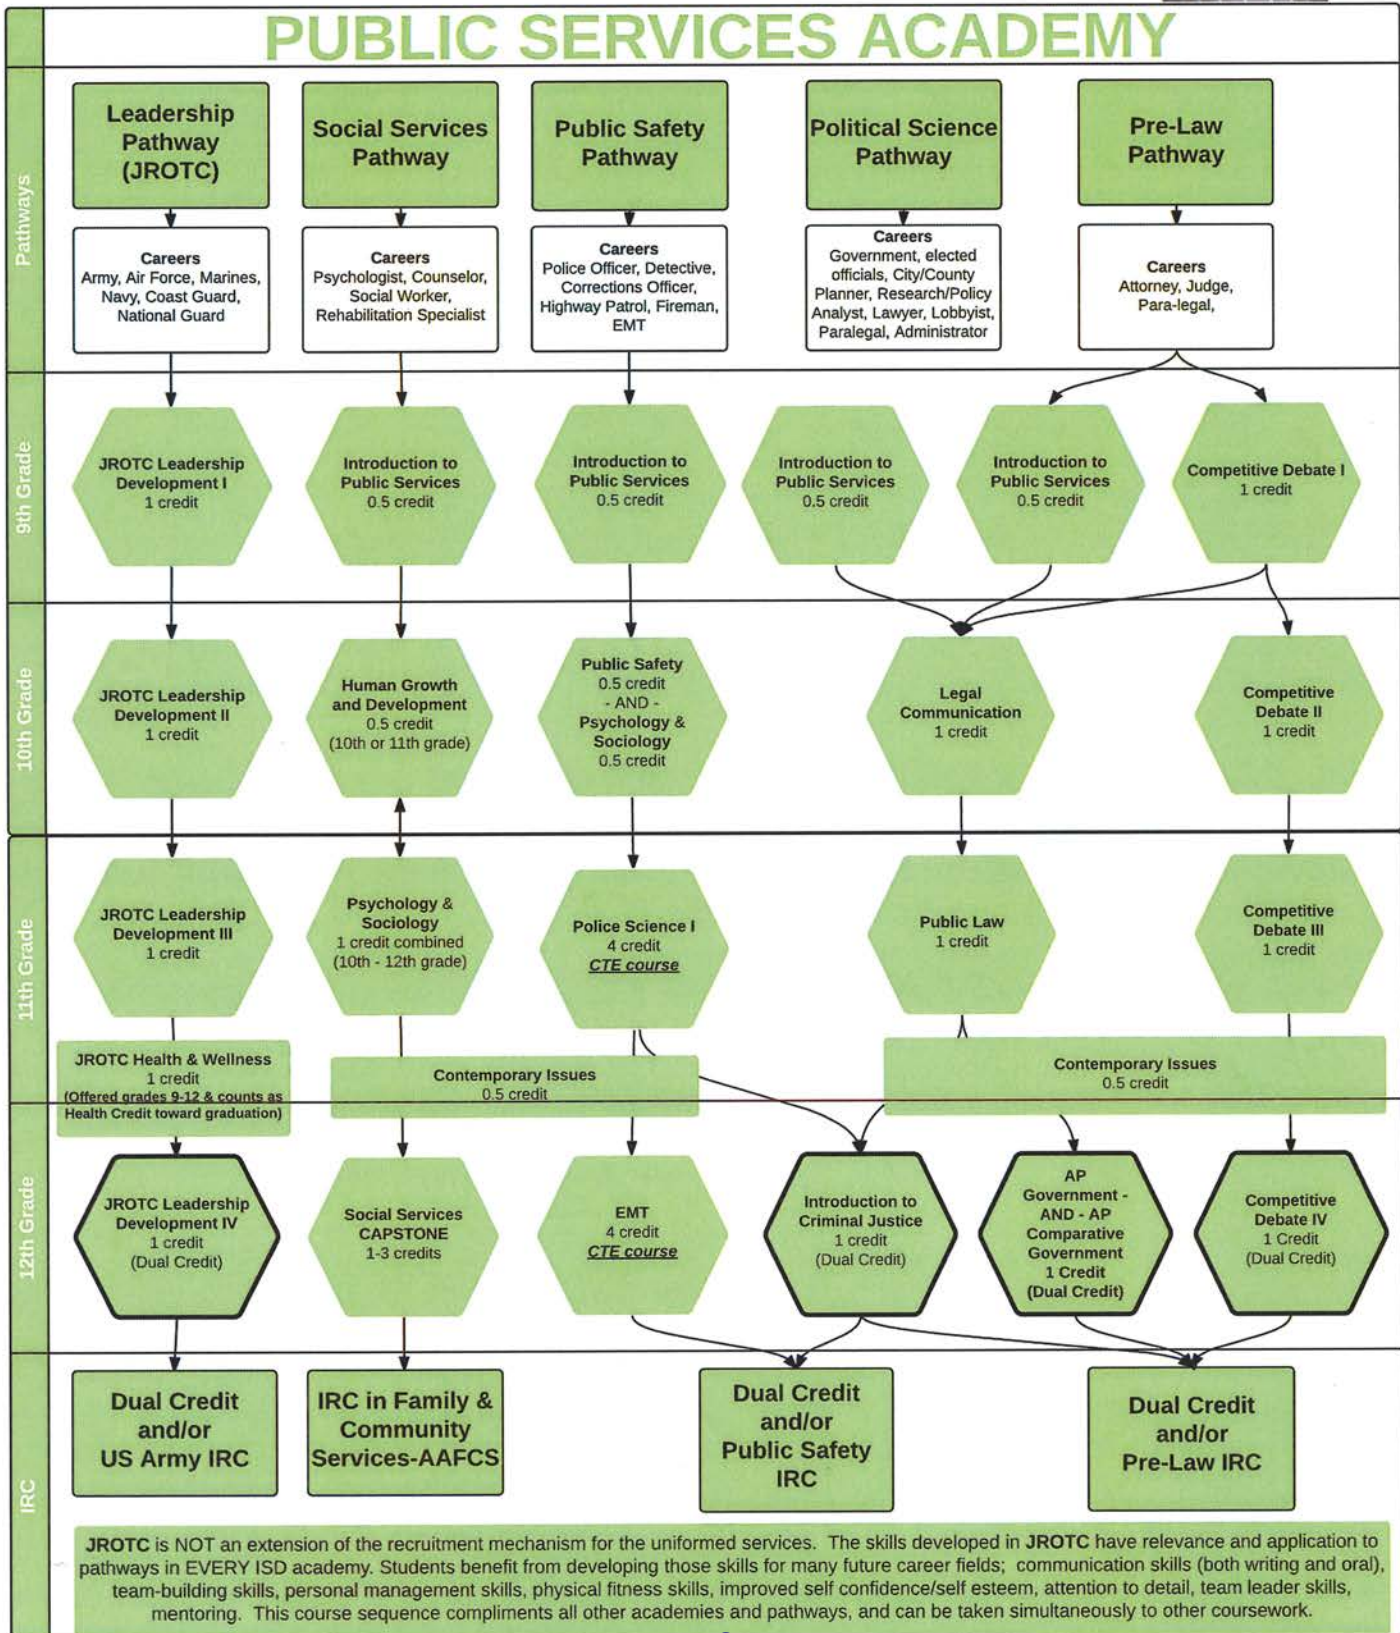 PUBLIC SERVICES ACADEMY
Pathways
Leadership
Pathway
(JROTC)
Social Services
Pathway
Public Safety
Pathway
Political Science
Pathway
Pre-Law
Pathway
Careers
Army, Air Force, Marines,
Navy, Coast Guard,
National Guard
Careers
Psychologist, Counselor,
Social Worker,
Rehabilitation Specialist
Careers
Police Officer, Detective,
Corrections Officer,
Highway Patrol, Fireman,
EMT
Careers
Government, elected
officials, City/County
Planner, Research/Policy
Analyst, Lawyer, Lobbyist,
Paralegal, Administrator
Careers
Attorney, Judge,
Para-legal,
9th Grade
JROTC Leadership
Development I
1 credit
Introduction to
Public Services
0.5 credit
Introduction to
Public Services
0.5 credit
Introduction to
Public Services
0.5 credit
Introduction to
Public Services
0.5 credit
Competitive Debate I
1 credit
10th Grade
JROTC Leadership
Development II
1 credit
Human Growth
and Development
0.5 credit
(10th or 11th grade)
Public Safety
0.5 credit
- AND -
Psychology &
Sociology
0.5 credit
Legal
Communication
1 credit
Competitive
Debate II
1 credit
11th Grade
JROTC Leadership
Development III
1 credit
Psychology &
Sociology
1 credit combined
(10th - 12th grade)
Police Science I
4 credit
CTE course
Public Law
1 credit
Competitive
Debate III
1 credit
JROTC Health & Wellness
1 credit
(Offered grades 9-12 & counts as
Health Credit toward graduation)
Contemporary Issues
0.5 credit
Contemporary Issues
0.5 credit
12th Grade
JROTC Leadership
Development IV
1 credit
(Dual Credit)
Social Services
CAPSTONE
1-3 credits
EMT
4 credit
CTE course
Introduction to
Criminal Justice
1 credit
(Dual Credit)
AP
Government -
AND - AP
Comparative
Government
1 Credit
(Dual Credit)
Competitive
Debate IV
1 Credit
(Dual Credit)
IRC
Dual Credit
and/or
US Army IRC
IRC in Family &
Community
Services-AAFCS
Dual Credit
and/or
Public Safety
IRC
Dual Credit
and/or
Pre-Law IRC
JROTC is NOT an extension of the recruitment mechanism for the uniformed services. The skills developed in JROTC have relevance and application to
pathways in EVERY ISD academy. Students benefit from developing those skills for many future career fields; communication skills (both writing and oral),
team-building skills, personal management skills, physical fitness skills, improved self confidence/self esteem, attention to detail, team leader skills,
mentoring. This course sequence compliments all other academies and pathways, and can be taken simultaneously to other coursework.